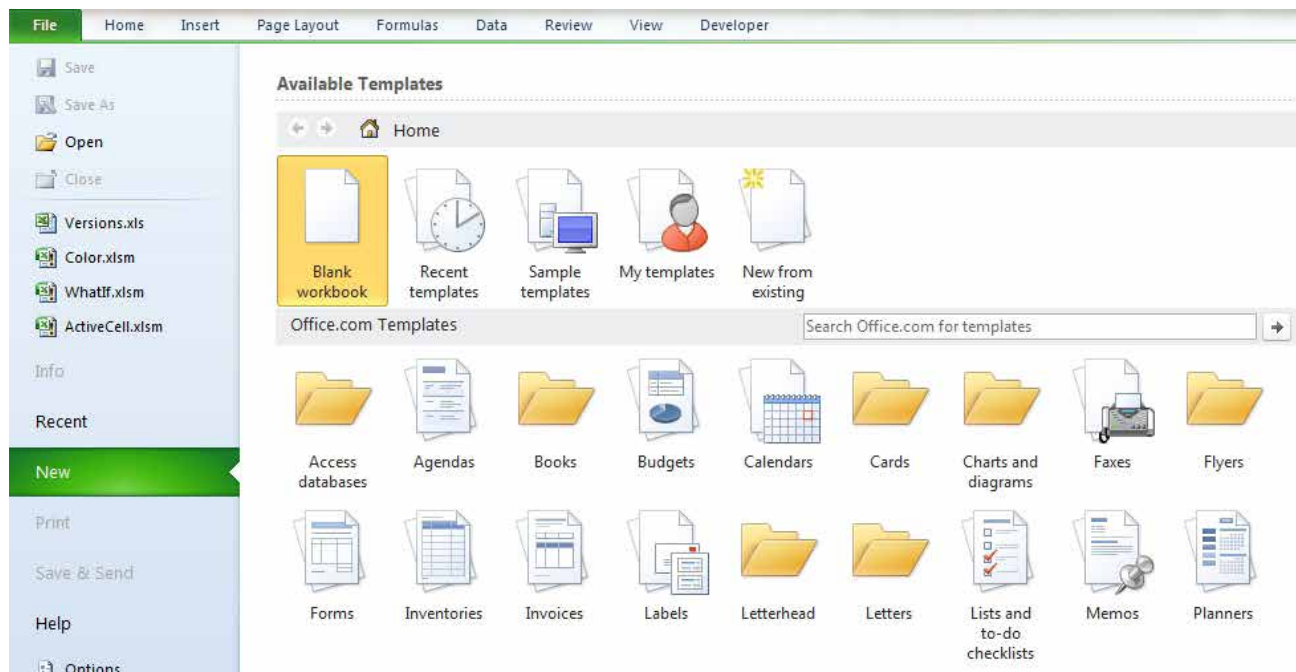 File Home Insert Page Layout Formulas Data Review View Developer
Save
Save As
Open
Close
Versions.xls
Color.xlsm
WhatIf.xlsm
ActiveCell.xlsm
Info
Recent
New
Print
Save & Send
Help
Options
Available Templates
Home
Blank workbook
Recent templates
Sample templates
My templates
New from existing
Office.com Templates
Search Office.com for templates
Access databases
Agendas
Books
Budgets
Calendars
Cards
Charts and diagrams
Faxes
Flyers
Forms
Inventories
Invoices
Labels
Letterhead
Letters
Lists and to-do checklists
Memos
Planners